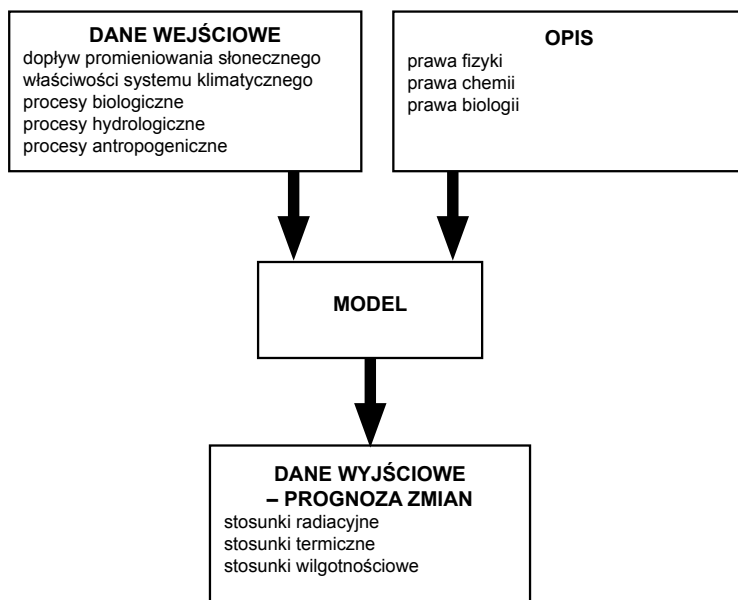 DANE WEJŚCIOWE
dopływ promieniowania słonecznego
właściwości systemu klimatycznego
procesy biologiczne
procesy hydrologiczne
procesy antropogeniczne
OPIS
prawa fizyki
prawa chemii
prawa biologii
MODEL
DANE WYJŚCIOWE
– PROGNOZA ZMIAN
stosunki radiacyjne
stosunki termiczne
stosunki wilgotnościowe